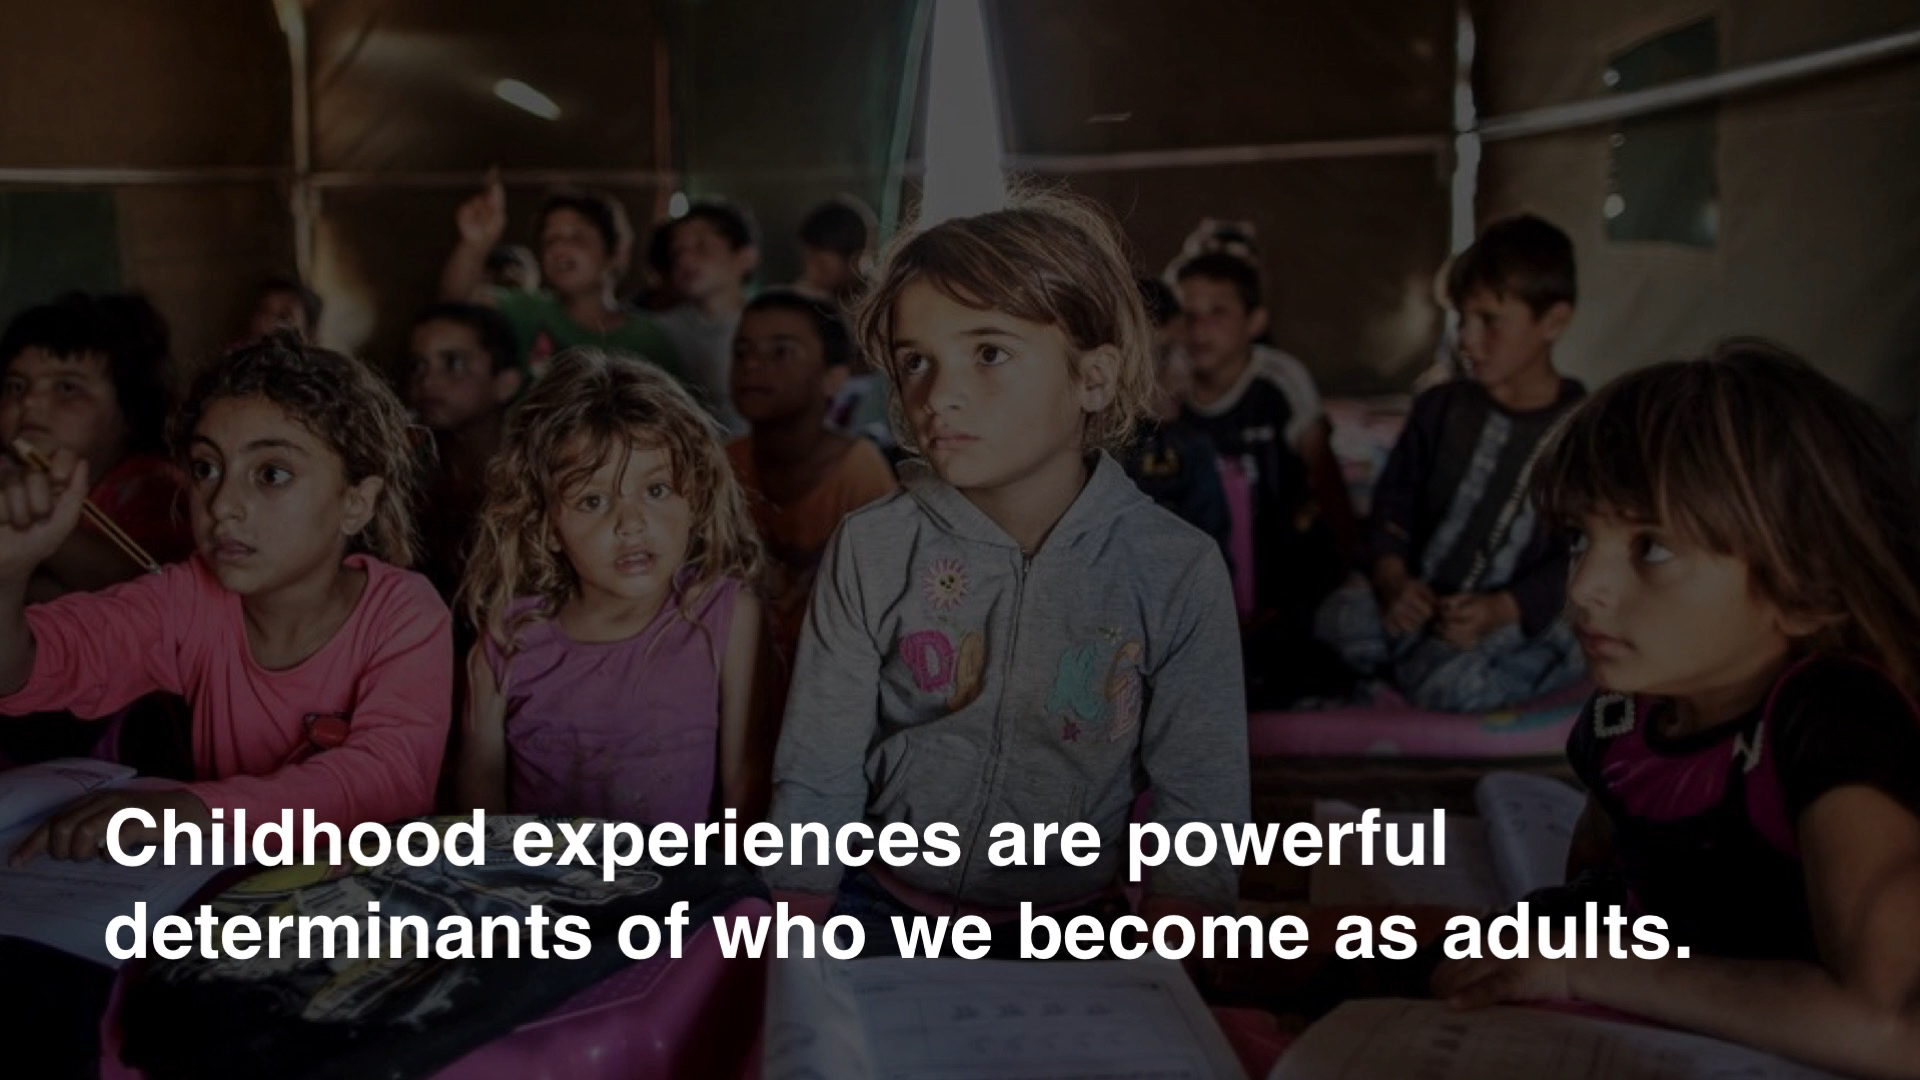 Childhood experiences are powerful
determinants of who we become as adults.